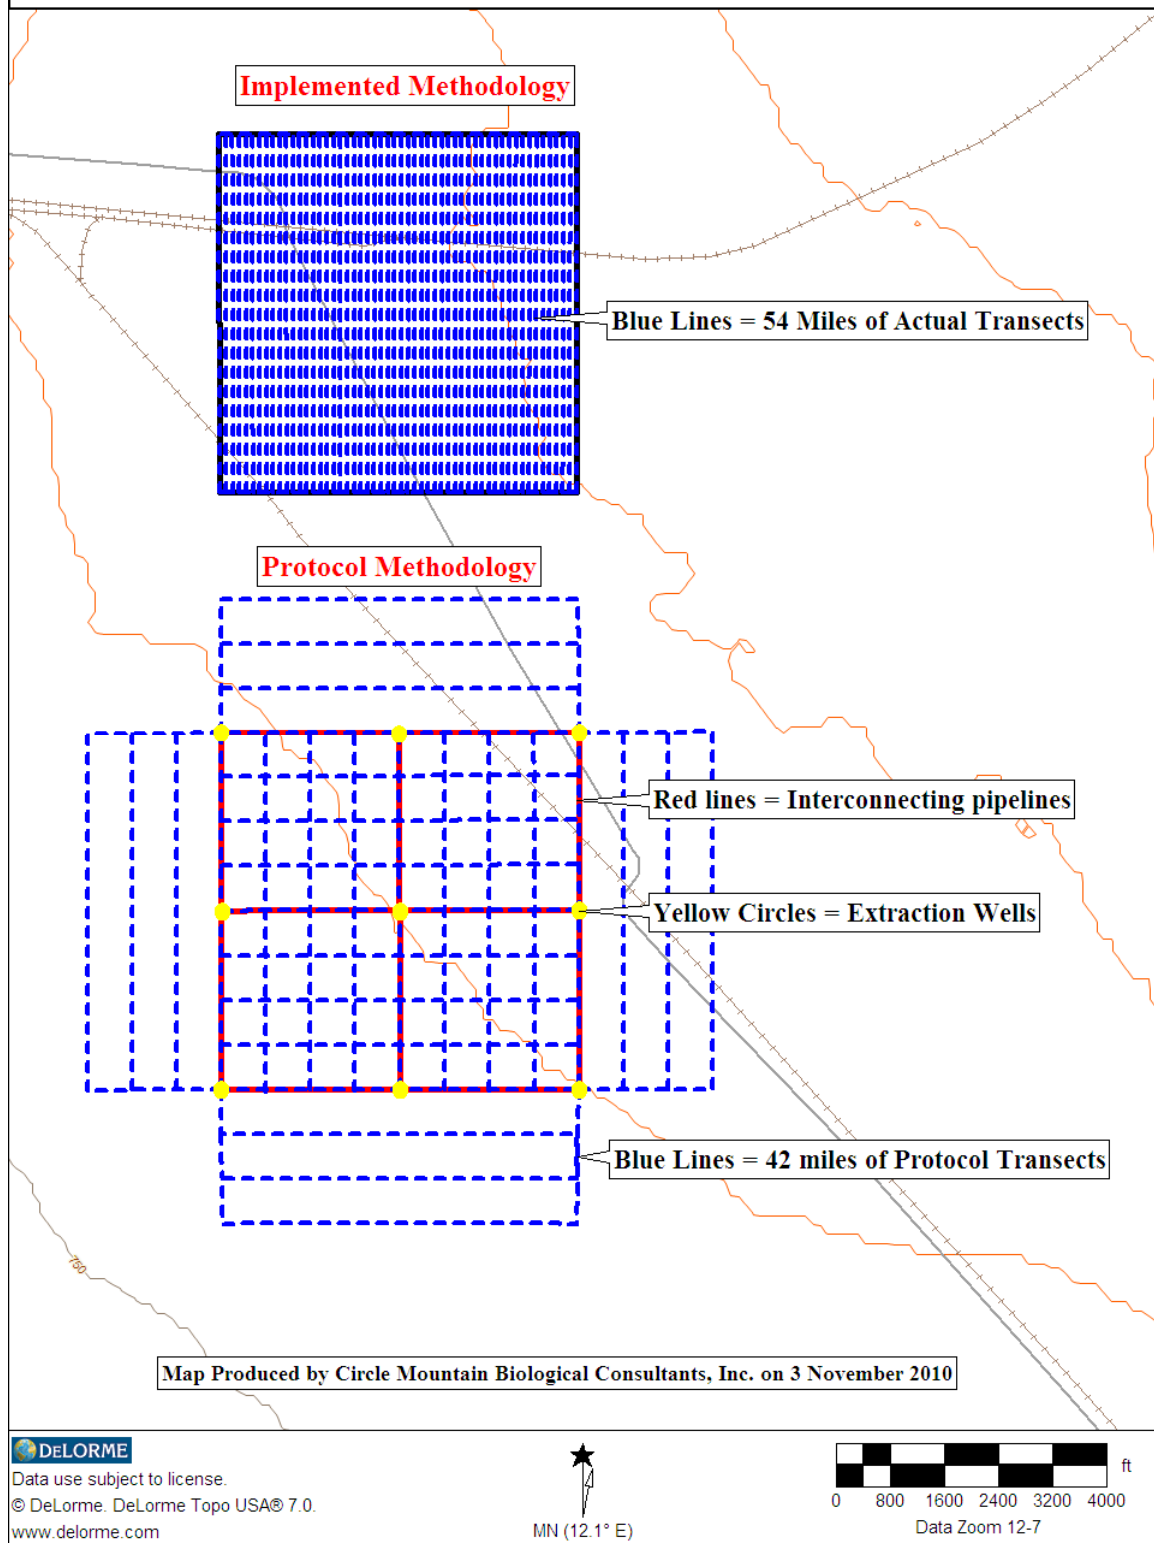 Implemented Methodology
Blue Lines = 54 Miles of Actual Transects
Protocol Methodology
Red lines = Interconnecting pipelines
Yellow Circles = Extraction Wells
Blue Lines = 42 miles of Protocol Transects
750
Map Produced by Circle Mountain Biological Consultants, Inc. on 3 November 2010
DELORME
Data use subject to license.
© DeLorme. DeLorme Topo USA® 7.0.
www.delorme.com
MN (12.1° E)
ft
0 800 1600 2400 3200 4000
Data Zoom 12-7